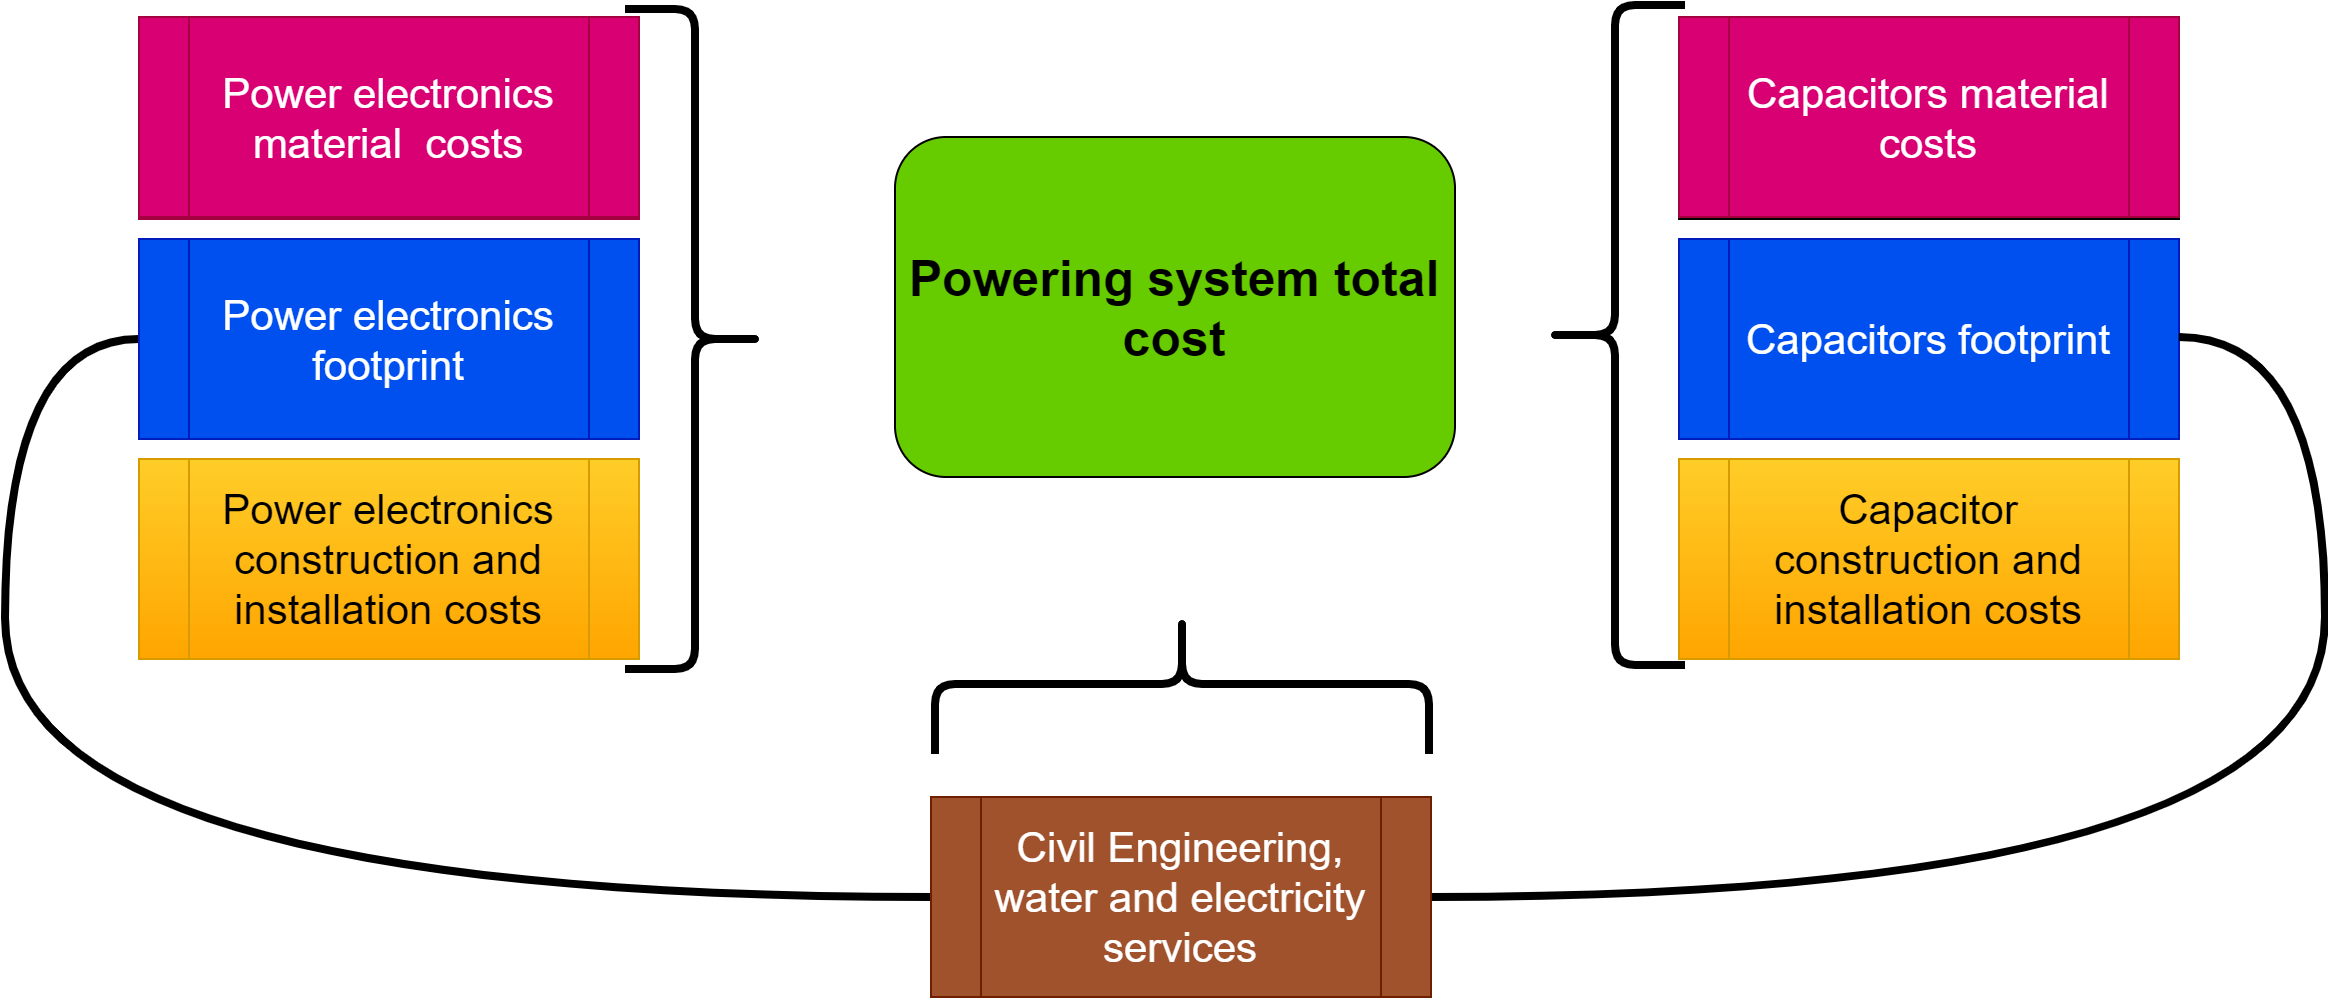 Power electronics
material  costs
Power electronics
footprint
Power electronics
construction and
installation costs
Powering system total
cost
Capacitors material
costs
Capacitors footprint
Capacitor
construction and
installation costs
Civil Engineering,
water and electricity
services